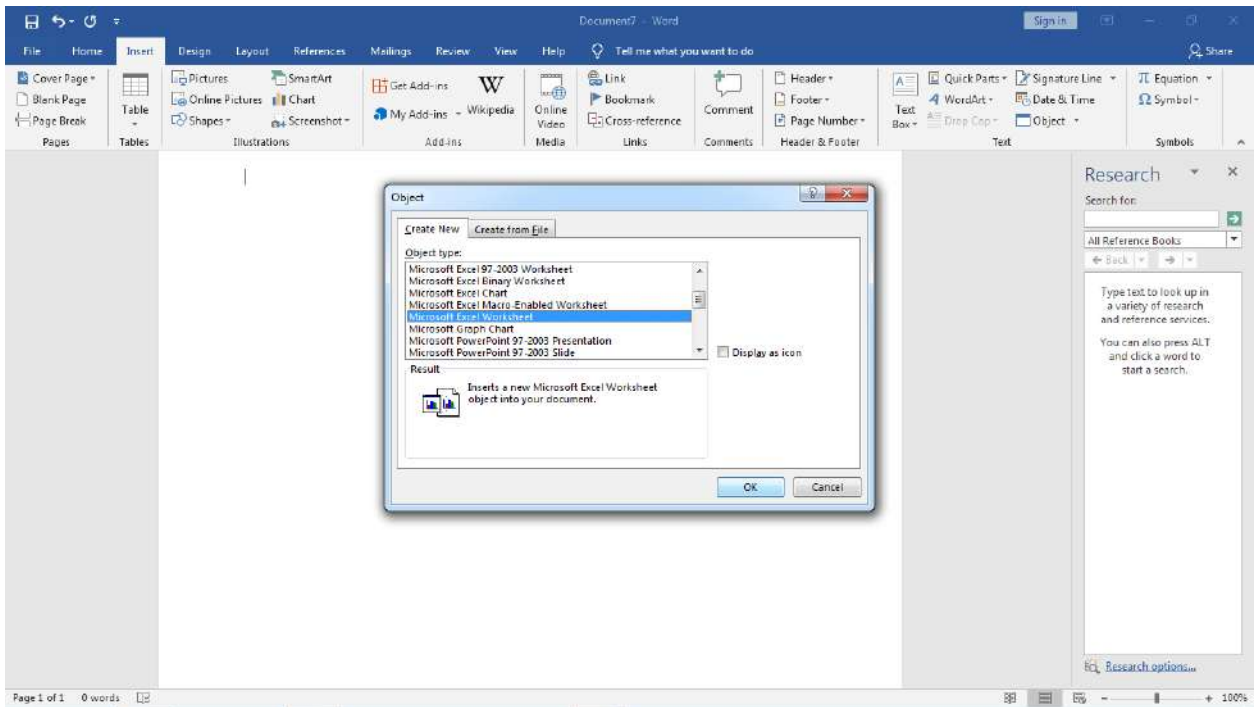 Document7 - Word
Sign in
File Home Insert Design Layout References Mailings Review View Help Tell me what you want to do Share
Cover Page
Blank Page
Page Break
Pages
Table
Tables
Pictures
Online Pictures
Shapes
SmartArt
Chart
Screenshot
Illustrations
Get Add-ins
My Add-ins
Wikipedia
Add-ins
Online
Video
Media
Link
Bookmark
Cross-reference
Links
Comment
Comments
Header
Footer
Page Number
Header & Footer
Text
Box
Quick Parts
WordArt
Drop Cap
Signature Line
Date & Time
Object
Text
Equation
Symbol
Symbols
Object
Create New Create from File
Object type:
Microsoft Excel 97-2003 Worksheet
Microsoft Excel Binary Worksheet
Microsoft Excel Chart
Microsoft Excel Macro-Enabled Worksheet
Microsoft Excel Worksheet
Microsoft Graph Chart
Microsoft PowerPoint 97-2003 Presentation
Microsoft PowerPoint 97-2003 Slide
Display as icon
Result
Inserts a new Microsoft Excel Worksheet
object into your document.
OK Cancel
Research
Search for:
All Reference Books
Back
Type text to look up in
a variety of research
and reference services.
You can also press ALT
and click a word to
start a search.
Research options...
Page 1 of 1 0 words 100%